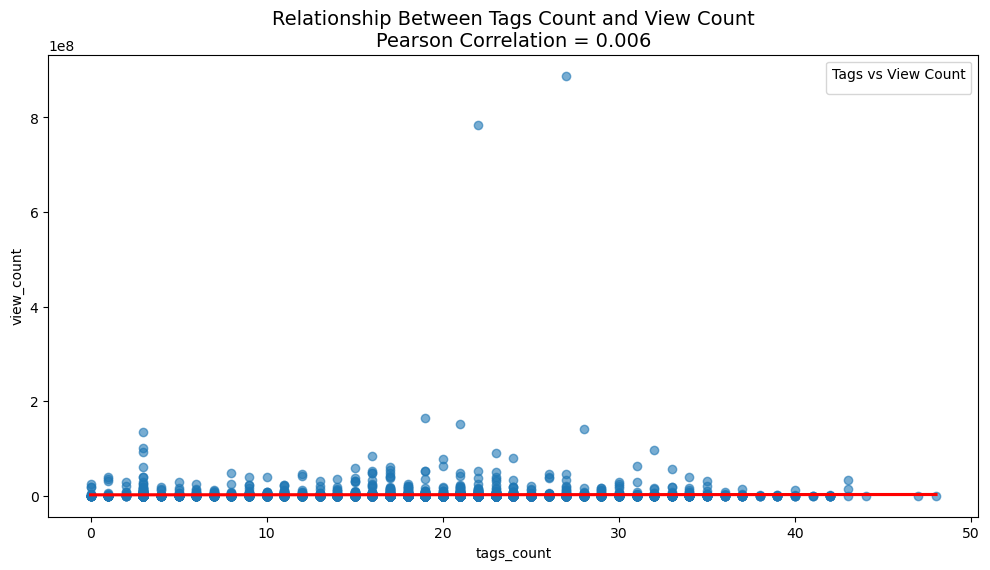 Relationship Between Tags Count and View Count
Pearson Correlation = 0.006
1e8
Tags vs View Count
8
6
4
2
0
view_count
0 10 20 30 40 50
tags_count